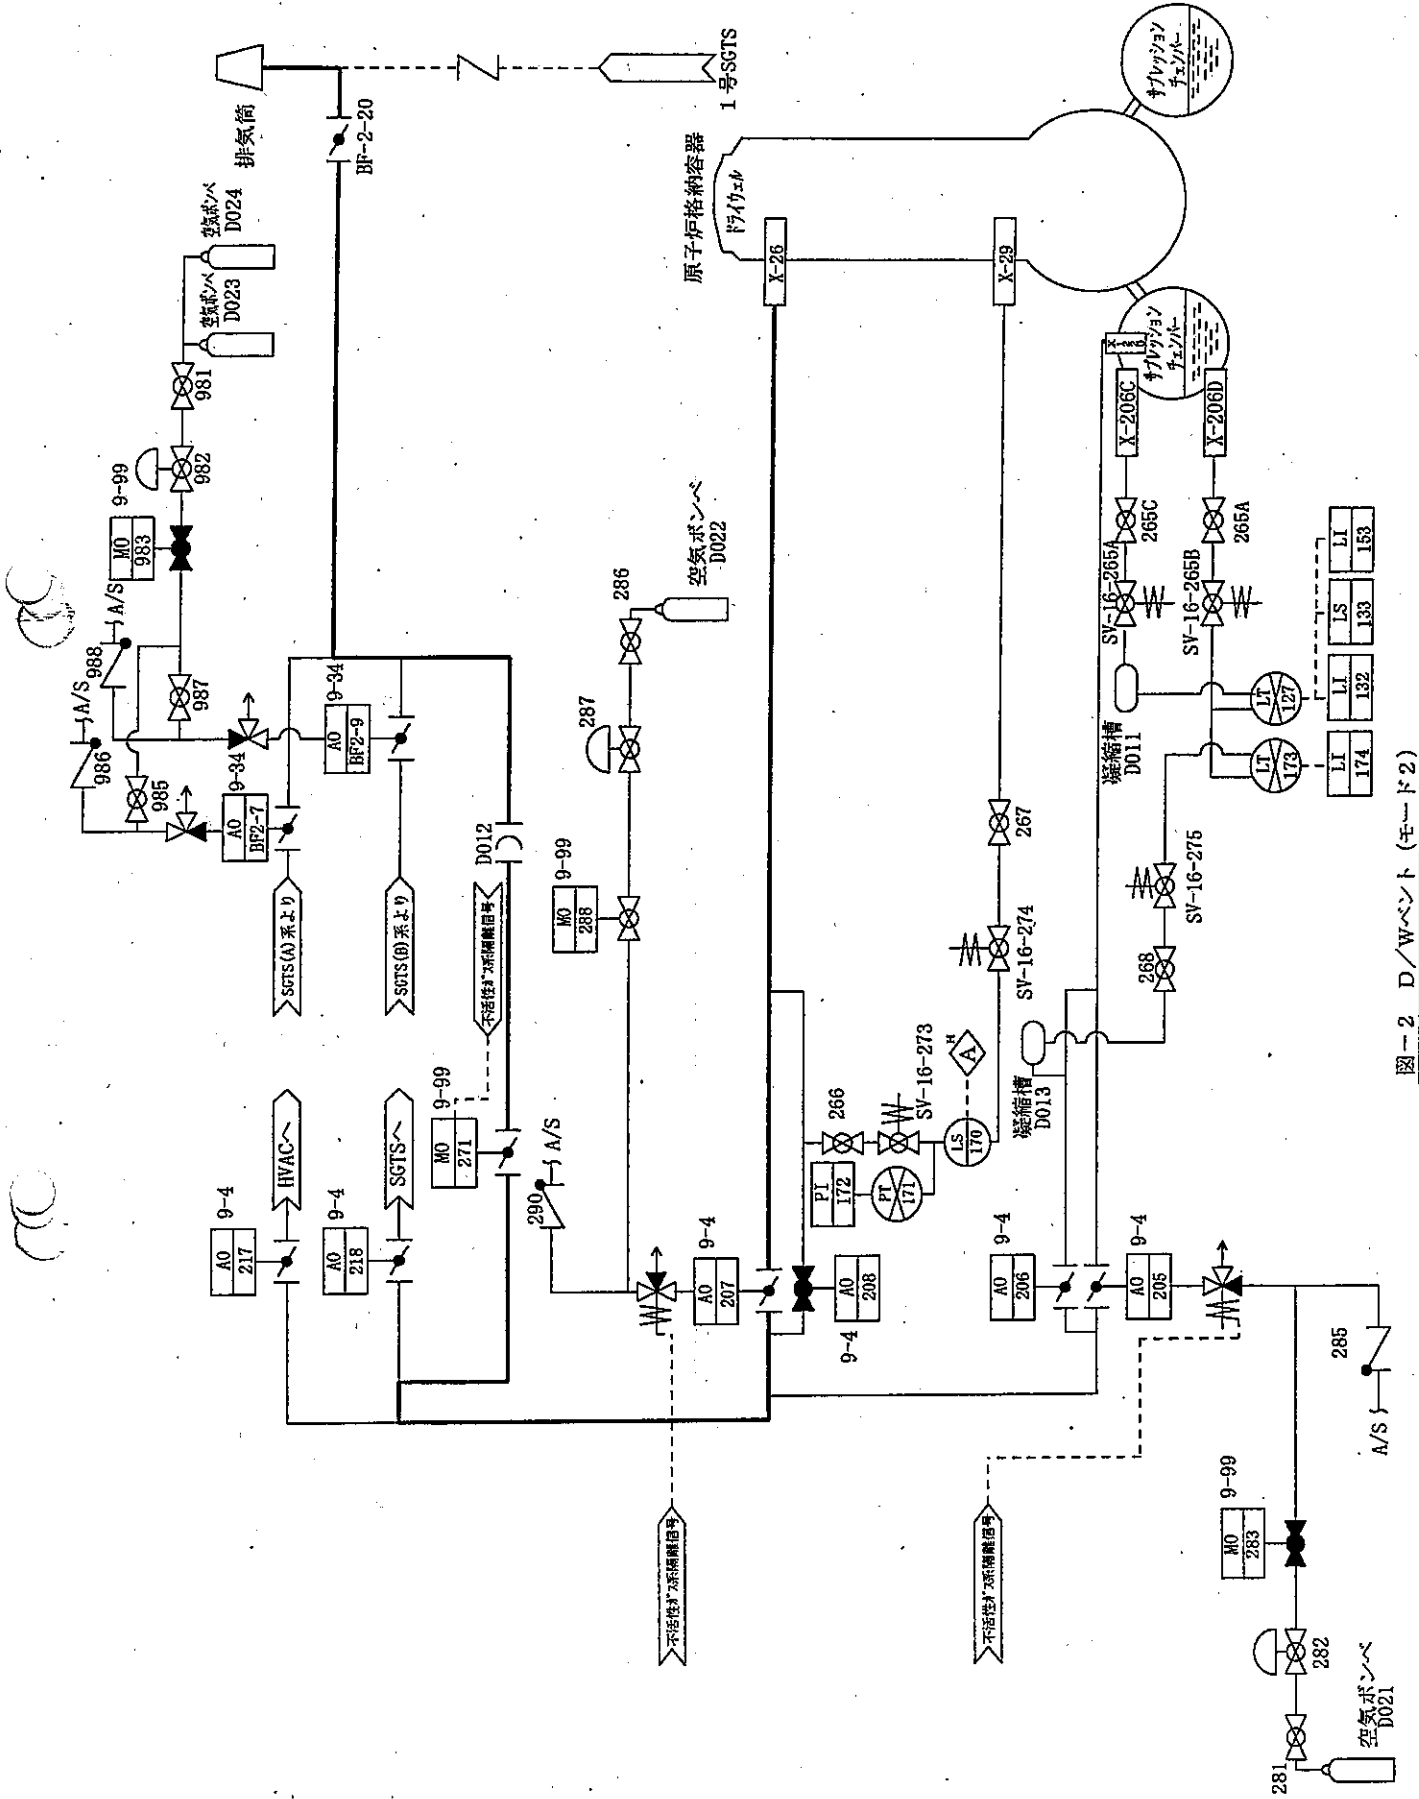 排気筒
BF-2-20
1号SGTS
空気ボンベ
D024
空気ボンベ
D023
981
982
9-99
MO
983
A/S
988
A/S
986
987
985
9-34
AO
BF2-9
9-34
AO
BF2-7
SGTS(A)系より
SGTS(B)系より
D012
不活性ガス系隔離信号
HVACへ
SGTSへ
9-4
AO
217
9-4
AO
218
9-99
MO
271
A/S
290
空気ボンベ
D022
286
287
9-99
MO
288
9-4
AO
207
AO
208
9-4
不活性ガス系隔離信号
原子炉格納容器
ドライウェル
X-26
X-29
サプレッション
チェンバー
サプレッション
チェンバー
X-206C
X-206D
265C
265A
SV-16-265A
SV-16-265B
凝縮槽
D011
LT
127
LT
173
LI
153
LS
133
LI
132
LI
174
267
SV-16-274
266
SV-16-273
PI
172
PT
171
LS
170
A
H
SV-16-275
268
凝縮槽
D013
9-4
AO
206
9-4
AO
205
不活性ガス系隔離信号
285
A/S
9-99
MO
283
282
281
空気ボンベ
D021
図-2 D/Wベント(モード2)